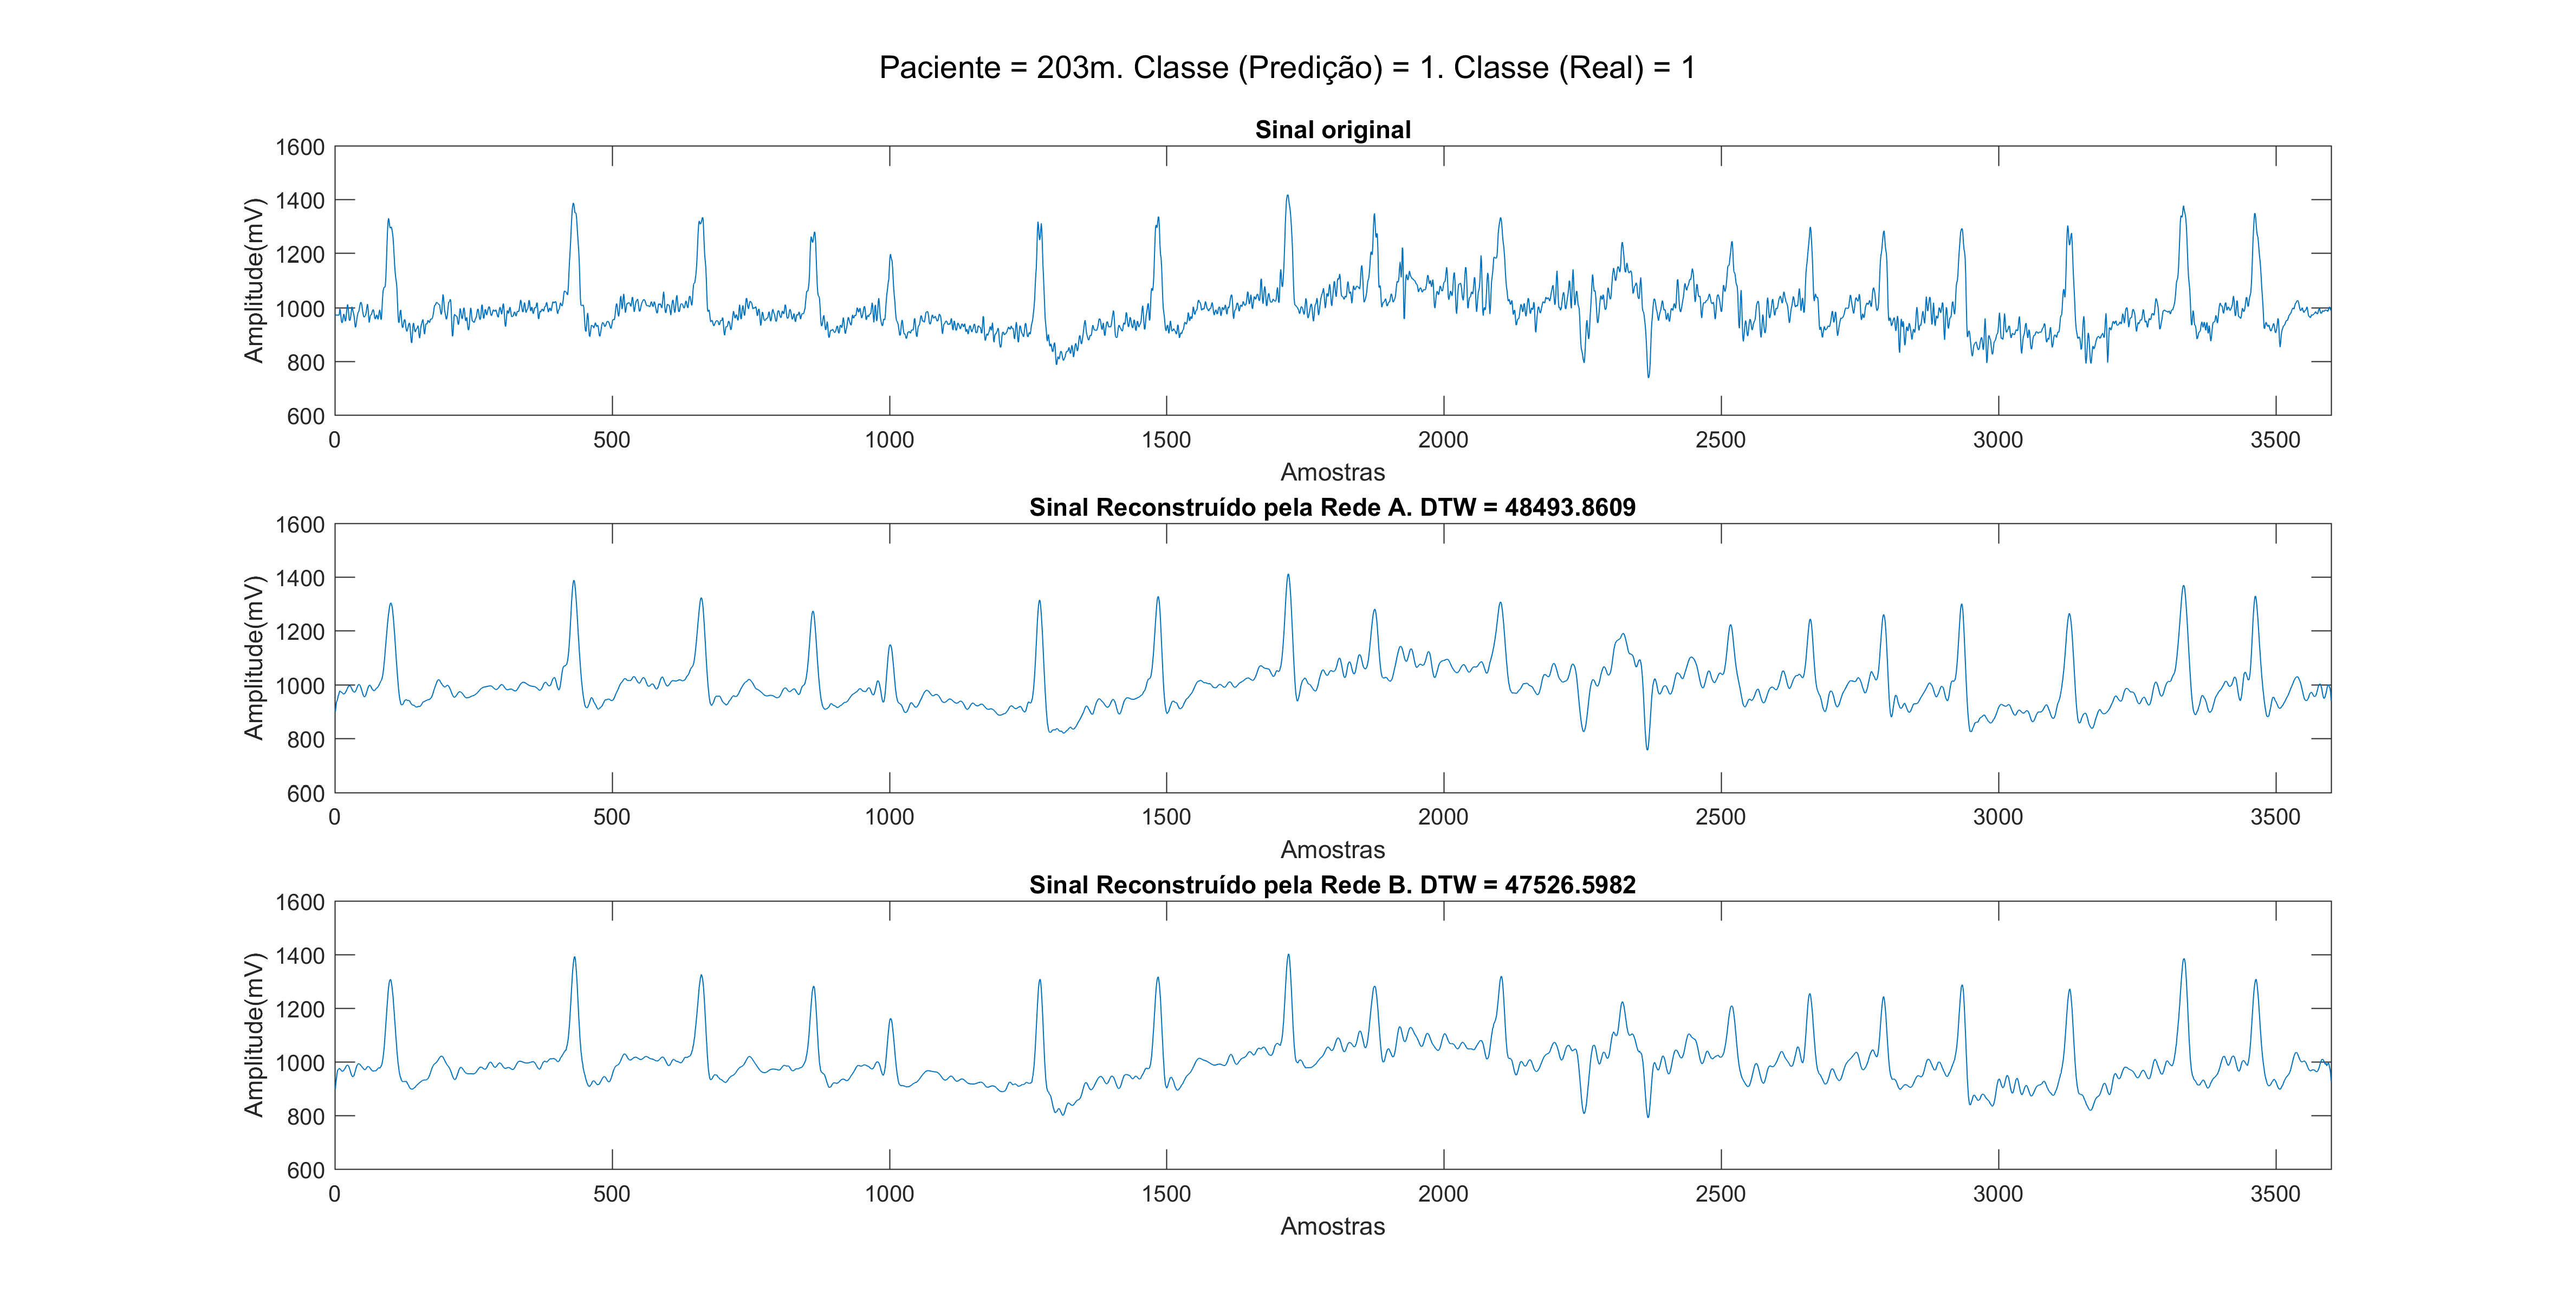 Paciente = 203m. Classe (Predição) = 1. Classe (Real) = 1
Sinal original
1600
1400
1200
1000
800
600
Amplitude(mV)
0 500 1000 1500 2000 2500 3000 3500
Amostras
Sinal Reconstruído pela Rede A. DTW = 48493.8609
1600
1400
1200
1000
800
600
Amplitude(mV)
0 500 1000 1500 2000 2500 3000 3500
Amostras
Sinal Reconstruído pela Rede B. DTW = 47526.5982
1600
1400
1200
1000
800
600
Amplitude(mV)
0 500 1000 1500 2000 2500 3000 3500
Amostras